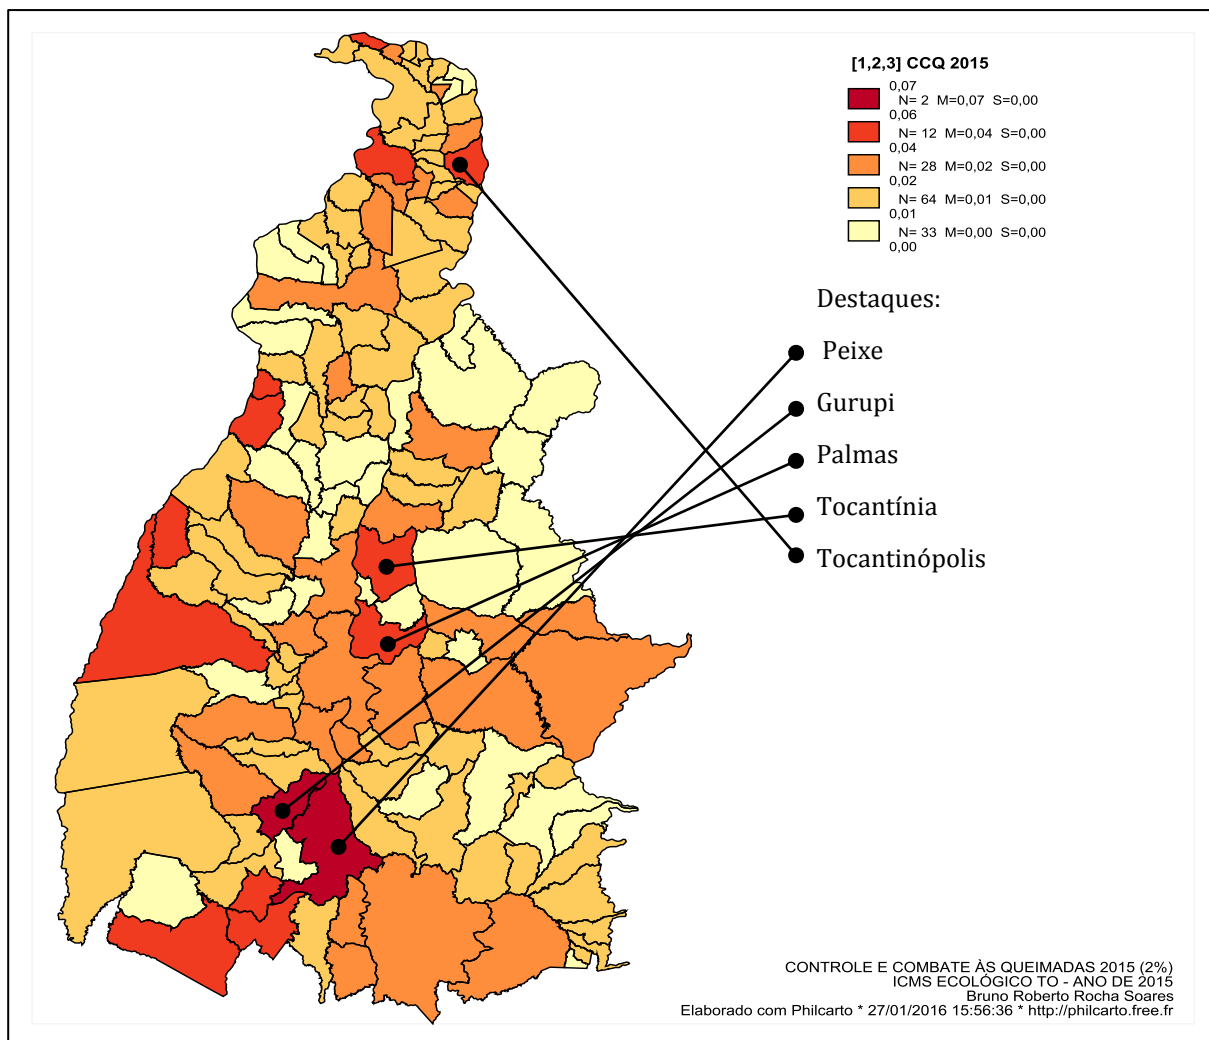 [1,2,3] CCQ 2015
0,07
N= 2 M=0,07 S=0,00
0,06
N= 12 M=0,04 S=0,00
0,04
N= 28 M=0,02 S=0,00
0,02
N= 64 M=0,01 S=0,00
0,01
N= 33 M=0,00 S=0,00
0,00
Destaques:
Peixe
Gurupi
Palmas
Tocantínia
Tocantinópolis
CONTROLE E COMBATE ÀS QUEIMADAS 2015 (2%)
ICMS ECOLÓGICO TO - ANO DE 2015
Bruno Roberto Rocha Soares
Elaborado com Philcarto * 27/01/2016 15:56:36 * http://philcarto.free.fr